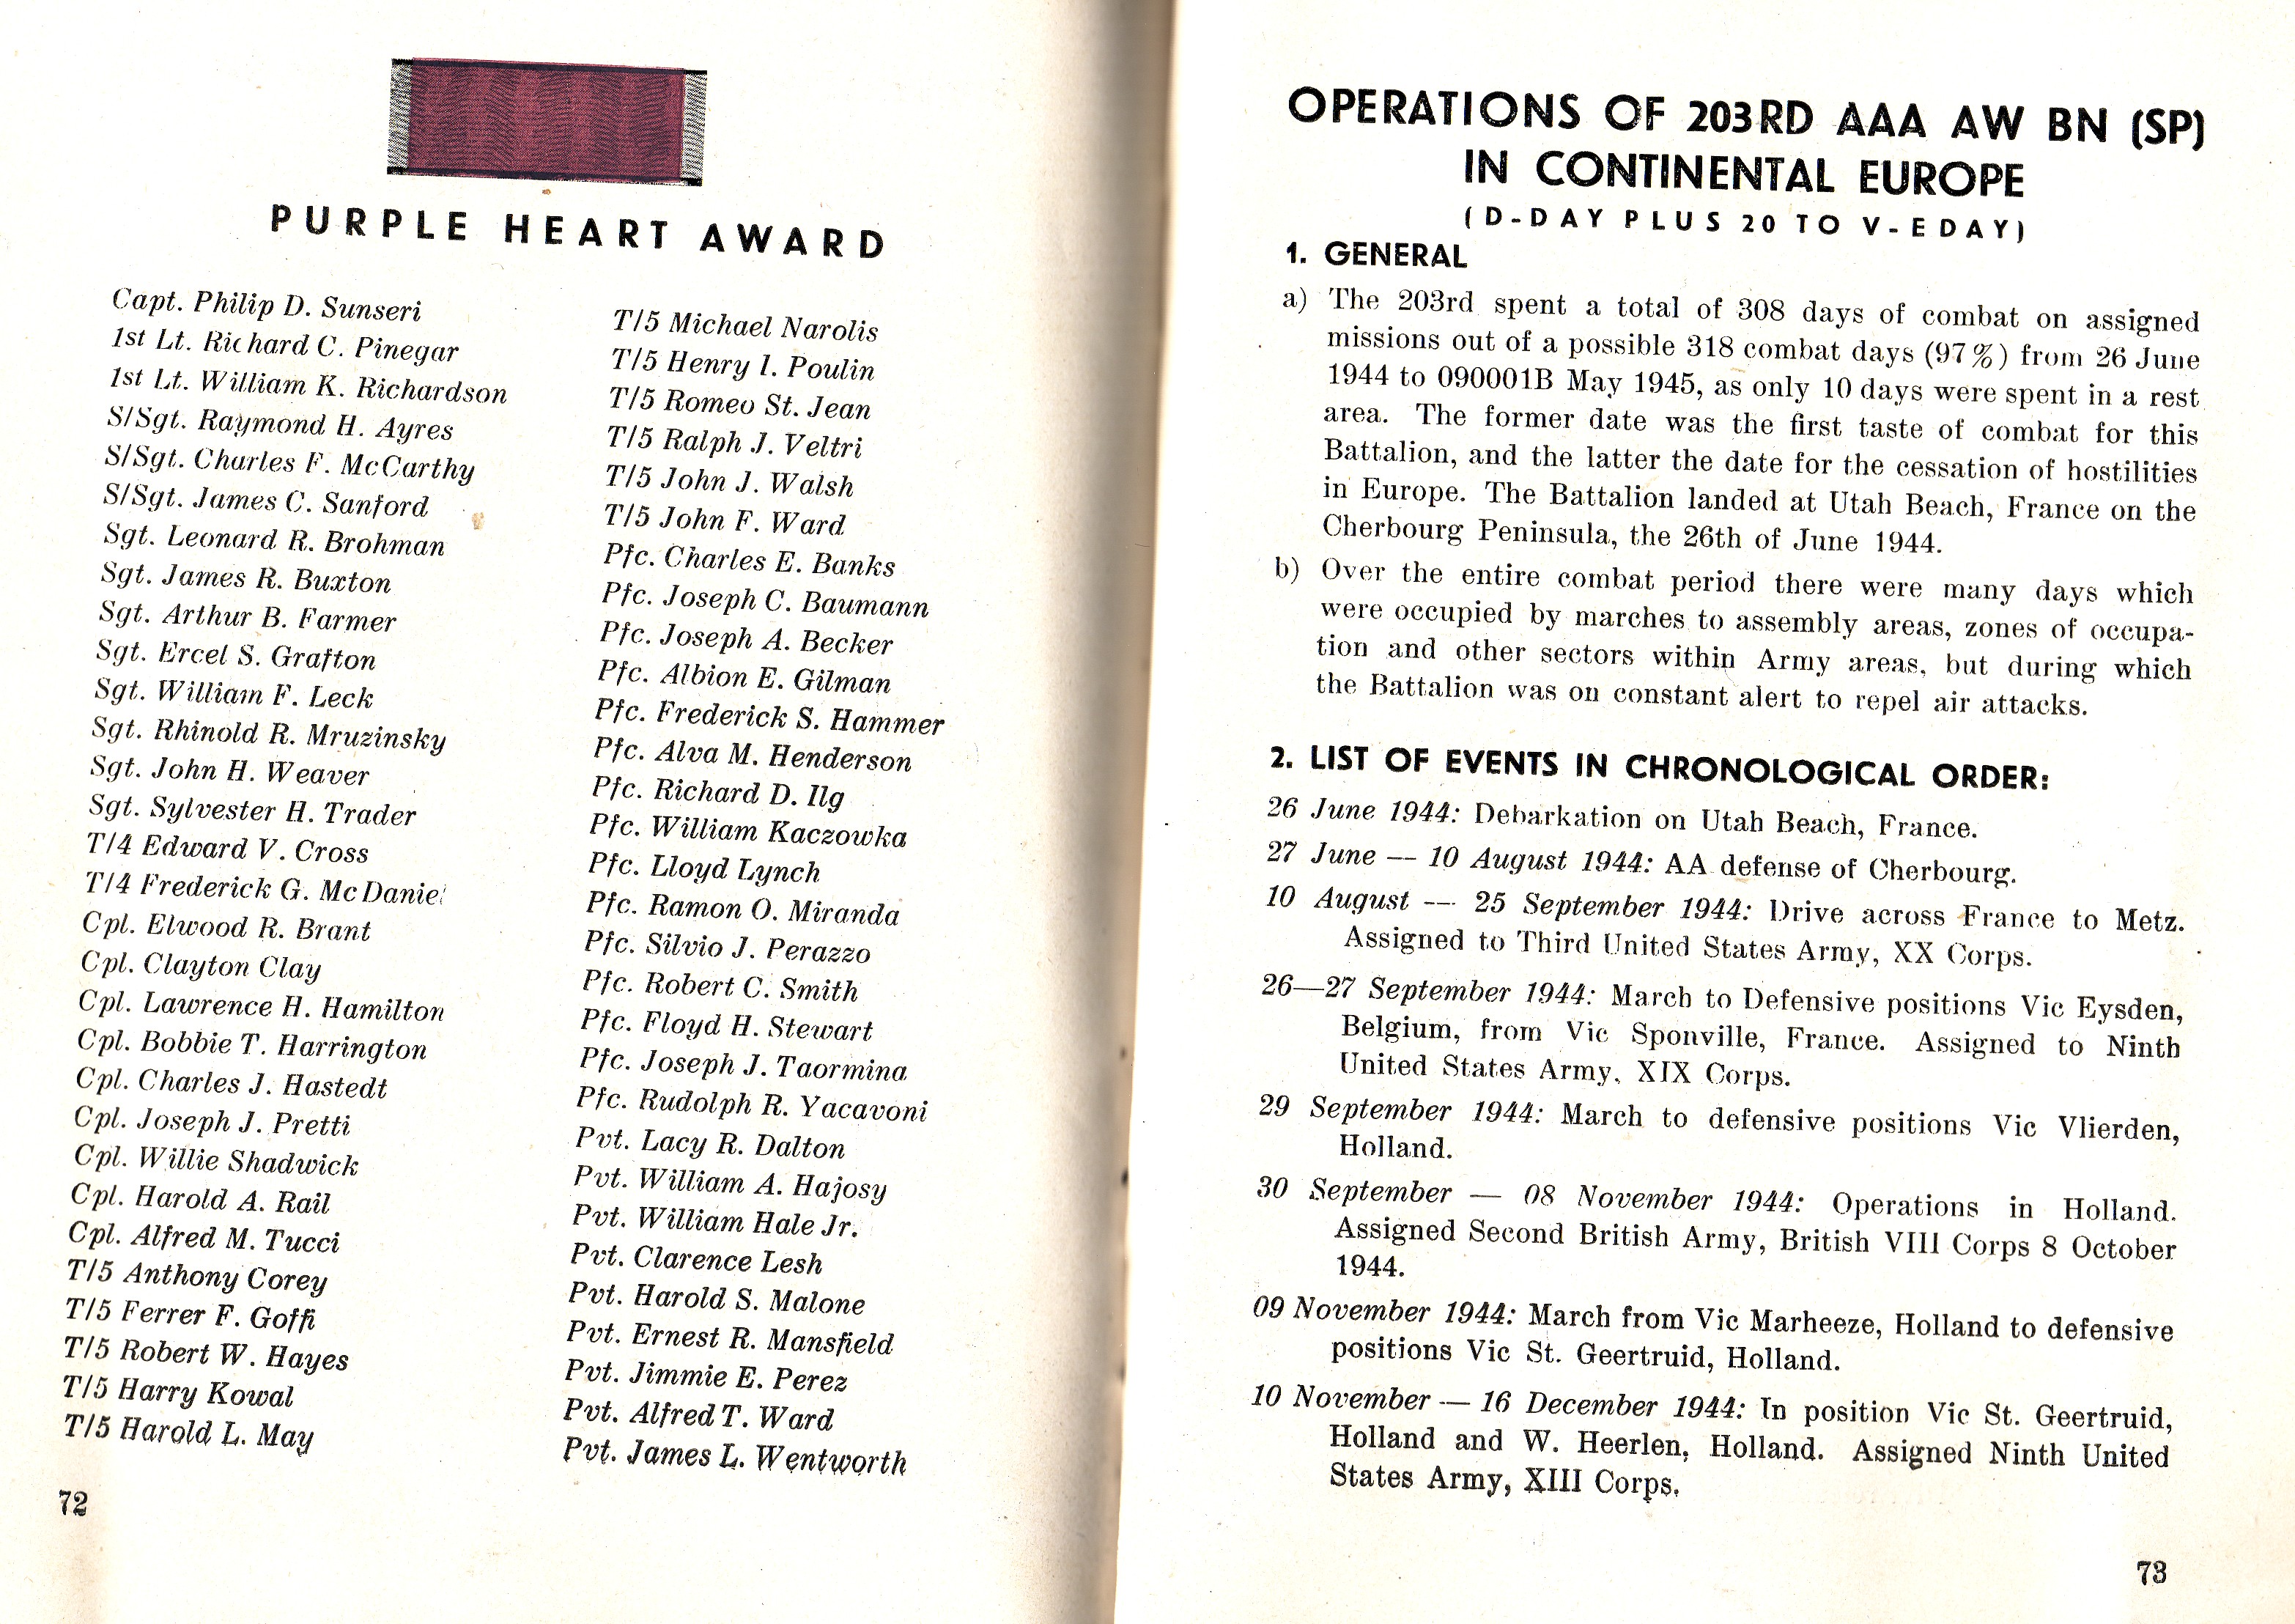 PURPLE HEART AWARD
Capt. Philip D. Sunseri
1st Lt. Richard C. Pinegar
1st Lt. William K. Richardson
S/Sgt. Raymond H. Ayres
S/Sgt. Charles F. McCarthy
S/Sgt. James C. Sanford
Sgt. Leonard R. Brohman
Sgt. James R. Buxton
Sgt. Arthur B. Farmer
Sgt. Ercel S. Grafton
Sgt. William F. Leck
Sgt. Rhinold R. Mruzinsky
Sgt. John H. Weaver
Sgt. Sylvester H. Trader
T/4 Edward V. Cross
T/4 Frederick G. McDaniel
Cpl. Elwood R. Brant
Cpl. Clayton Clay
Cpl. Lawrence H. Hamilton
Cpl. Bobbie T. Harrington
Cpl. Charles J. Hastedt
Cpl. Joseph J. Pretti
Cpl. Willie Shadwick
Cpl. Harold A. Rail
Cpl. Alfred M. Tucci
T/5 Anthony Corey
T/5 Ferrer F. Goffi
T/5 Robert W. Hayes
T/5 Harry Kowal
T/5 Harold L. May
T/5 Michael Narolis
T/5 Henry l. Poulin
T/5 Romeo St. Jean
T/5 Ralph J. Veltri
T/5 John J. Walsh
T/5 John F. Ward
Pfc. Charles E. Banks
Pfc. Joseph C. Baumann
Pfc. Joseph A. Becker
Pfc. Albion E. Gilman
Pfc. Frederick S. Hammer
Pfc. Alva M. Henderson
Pfc. Richard D. Ilg
Pfc. William Kaczowka
Pfc. Lloyd Lynch
Pfc. Ramon O. Miranda
Pfc. Silvio J. Perazzo
Pfc. Robert C. Smith
Pfc. Floyd H. Stewart
Pfc. Joseph J. Taormina
Pfc. Rudolph R. Yacavoni
Pvt. Lacy R. Dalton
Pvt. William A. Hajosy
Pvt. William Hale Jr.
Pvt. Clarence Lesh
Pvt. Harold S. Malone
Pvt. Ernest R. Mansfield
Pvt. Jimmie E. Perez
Pvt. Alfred T. Ward
Pvt. James L. Wentworth
72
OPERATIONS OF 203RD AAA AW BN (SP)
IN CONTINENTAL EUROPE
(D-DAY PLUS 20 TO V-EDAY)
1. GENERAL
a) The 203rd spent a total of 308 days of combat on assigned
missions out of a possible 318 combat days (97 %) from 26 June
1944 to 090001B May 1945, as only 10 days were spent in a rest
area. The former date was the first taste of combat for this
Battalion, and the latter the date for the cessation of hostilities
in Europe. The Battalion landed at Utah Beach, France on the
Cherbourg Peninsula, the 26th of June 1944.
b) Over the entire combat period there were many days which
were occupied by marches to assembly areas, zones of occupa-
tion and other sectors within Army areas, but during which
the Battalion was on constant alert to repel air attacks.
2. LIST OF EVENTS IN CHRONOLOGICAL ORDER:
26 June 1944: Debarkation on Utah Beach, France.
27 June — 10 August 1944: AA defense of Cherbourg.
10 August — 25 September 1944: Drive across France to Metz.
Assigned to Third United States Army, XX Corps.
26—27 September 1944: March to Defensive positions Vic Eysden,
Belgium, from Vic Sponville, France. Assigned to Ninth
United States Army, XIX Corps.
29 September 1944: March to defensive positions Vic Vlierden,
Holland.
30 September — 08 November 1944: Operations in Holland.
Assigned Second British Army, British VIII Corps 8 October
1944.
09 November 1944: March from Vic Marheeze, Holland to defensive
positions Vic St. Geertruid, Holland.
10 November — 16 December 1944: In position Vic St. Geertruid,
Holland and W. Heerlen, Holland. Assigned Ninth United
States Army, XIII Corps.
73